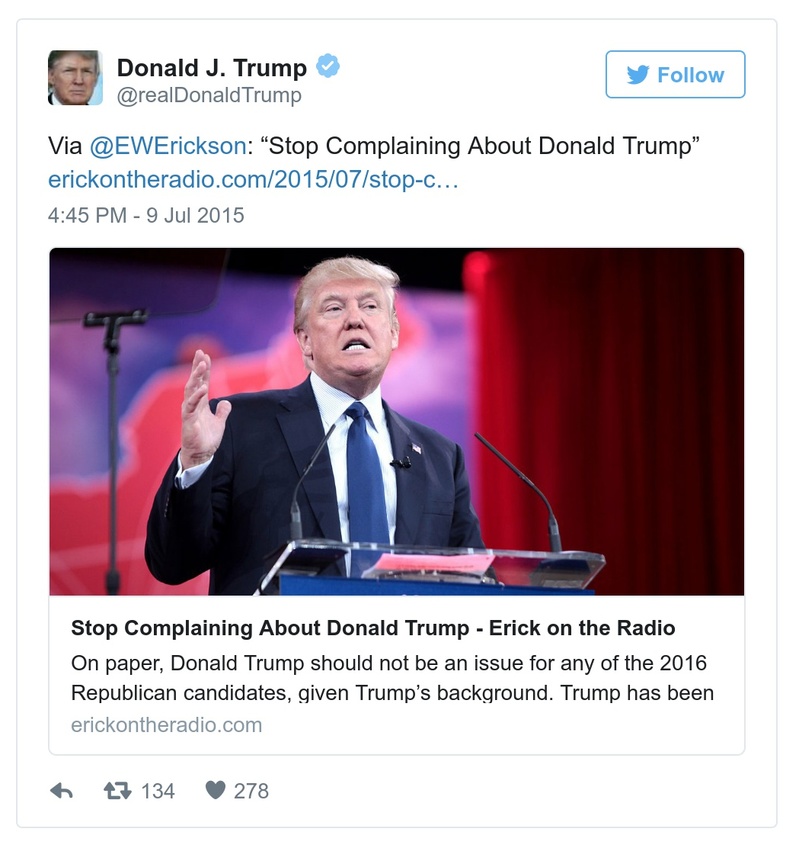 Donald J. Trump
@realDonaldTrump
Follow
Via @EWErickson: “Stop Complaining About Donald Trump”
erickontheradio.com/2015/07/stop-c…
4:45 PM - 9 Jul 2015
Stop Complaining About Donald Trump - Erick on the Radio
On paper, Donald Trump should not be an issue for any of the 2016
Republican candidates, given Trump’s background. Trump has been
erickontheradio.com
134
278